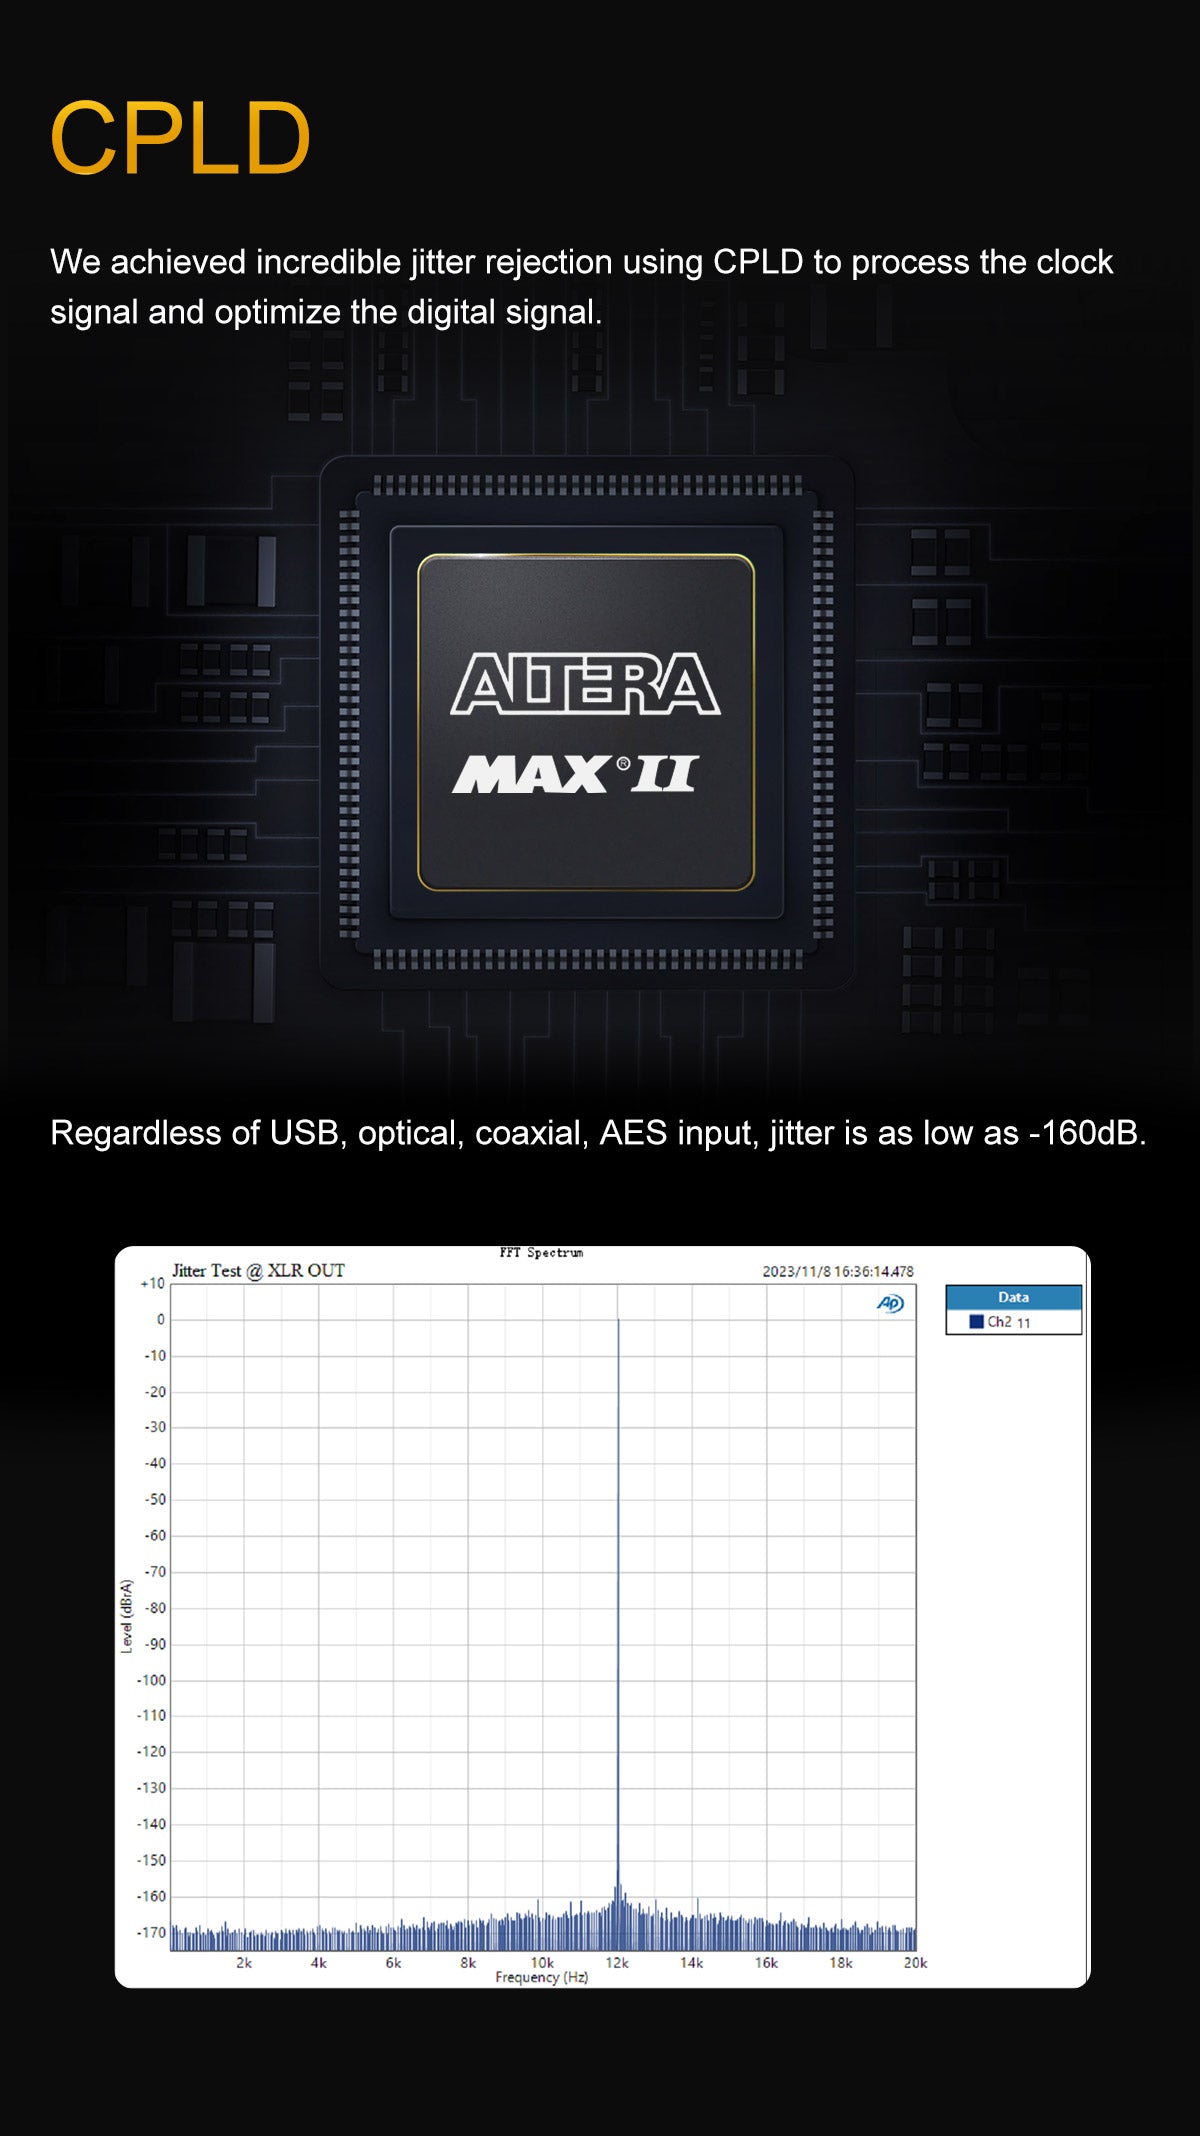 CPLD
We achieved incredible jitter rejection using CPLD to process the clock
signal and optimize the digital signal.
ALTERA
MAX® II
Regardless of USB, optical, coaxial, AES input, jitter is as low as -160dB.
FFT Spectrum
Jitter Test @ XLR OUT
2023/11/8 16:36:14.478
AP
Data
Ch2 11
+10
0
-10
-20
-30
-40
-50
-60
-70
-80
-90
-100
-110
-120
-130
-140
-150
-160
-170
Level (dBrA)
2k 4k 6k 8k 10k 12k 14k 16k 18k 20k
Frequency (Hz)